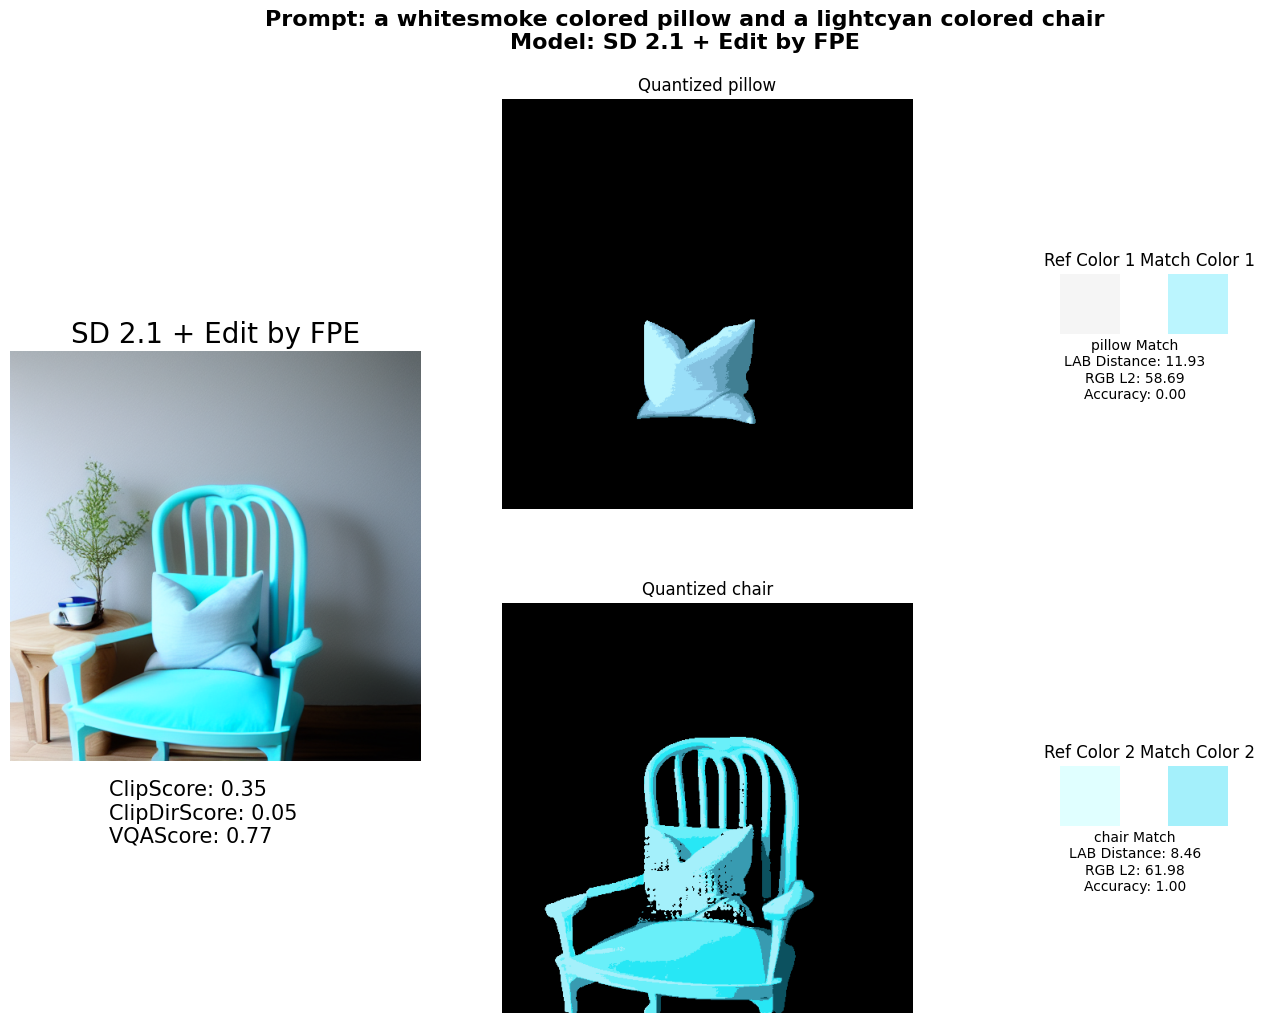 Prompt: a whitesmoke colored pillow and a lightcyan colored chair
Model: SD 2.1 + Edit by FPE
Quantized pillow
Ref Color 1 Match Color 1
pillow Match
LAB Distance: 11.93
RGB L2: 58.69
Accuracy: 0.00
SD 2.1 + Edit by FPE
ClipScore: 0.35
ClipDirScore: 0.05
VQAScore: 0.77
Quantized chair
Ref Color 2 Match Color 2
chair Match
LAB Distance: 8.46
RGB L2: 61.98
Accuracy: 1.00